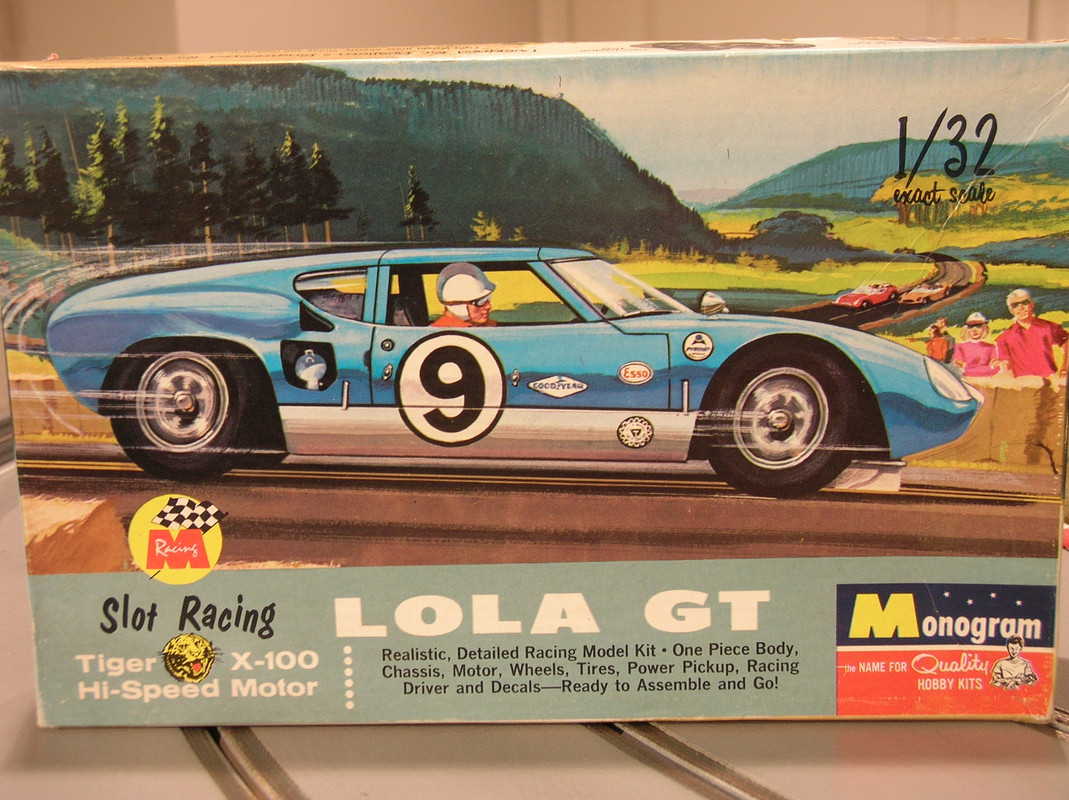 1/32
exact scale
9
GOODYEAR
Esso
M
Racing
Slot Racing
Tiger X-100
Hi-Speed Motor
LOLA GT
Realistic, Detailed Racing Model Kit • One Piece Body,
Chassis, Motor, Wheels, Tires, Power Pickup, Racing
Driver and Decals—Ready to Assemble and Go!
Monogram
the NAME FOR Quality
HOBBY KITS